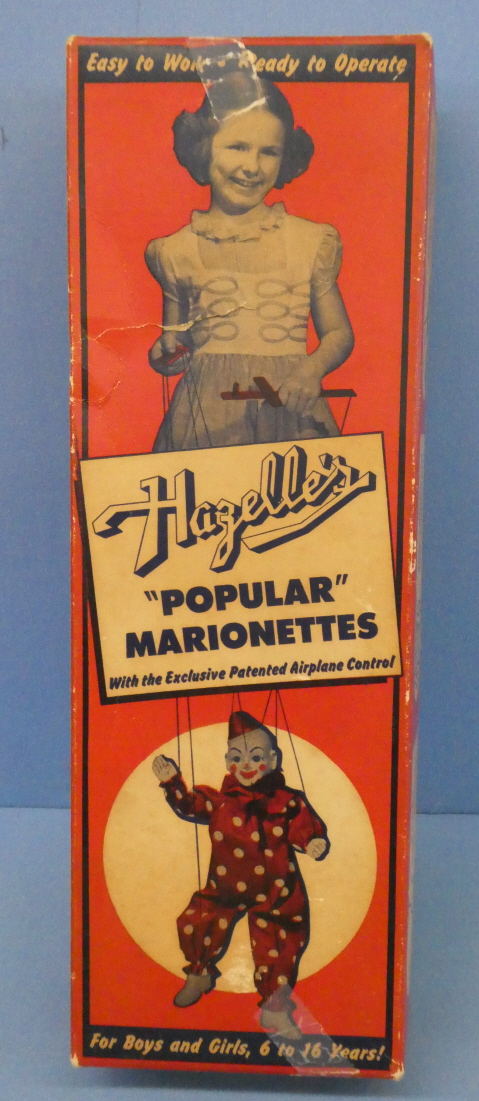 Easy to Work • Ready to Operate
Hazelle's
"POPULAR"
MARIONETTES
With the Exclusive Patented Airplane Control
For Boys and Girls, 6 to 16 Years!